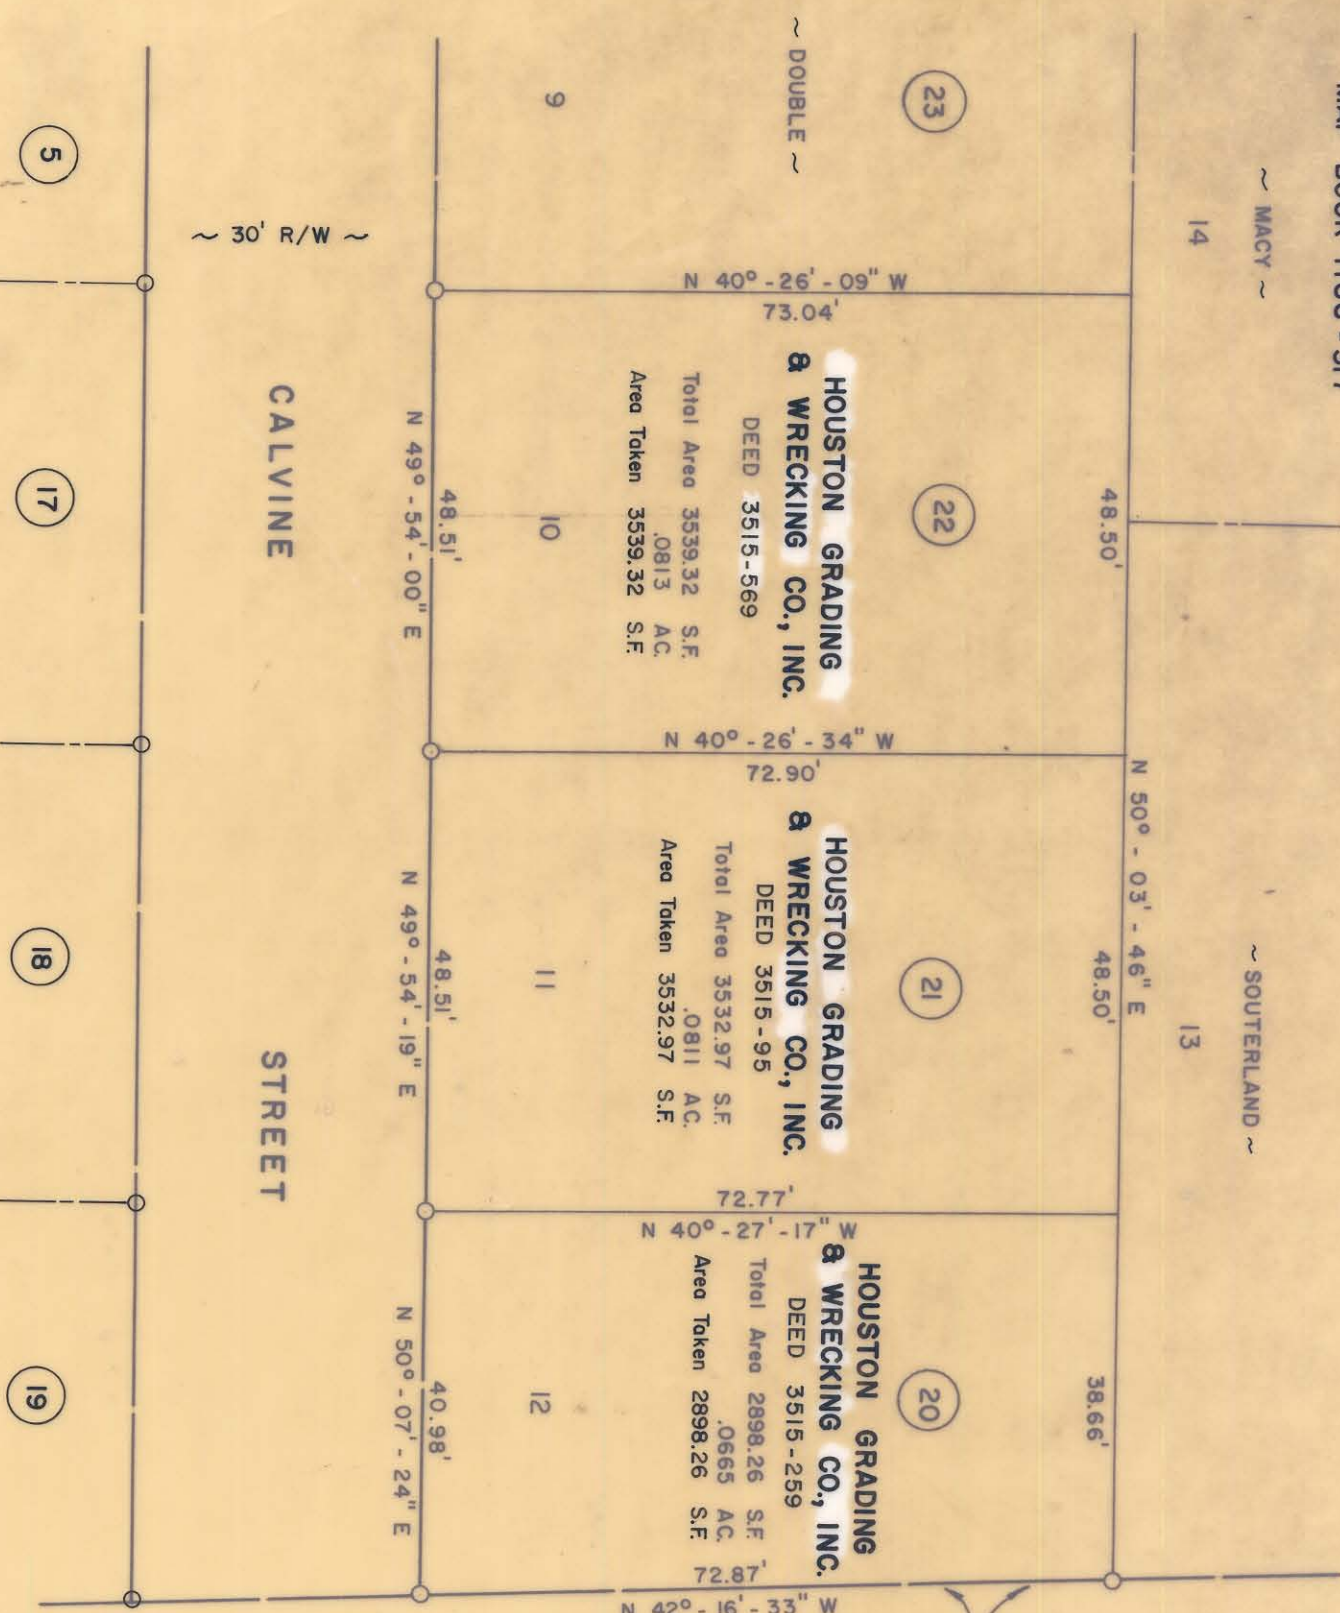 ~ MACY ~
14
~ SOUTERLAND ~
13
48.50'
N 50° - 03' - 46" E
48.50'
38.66'
23
~ DOUBLE ~
9
N 40° - 26' - 09" W
73.04'
22
HOUSTON GRADING
& WRECKING CO., INC.
DEED 3515-569
Total Area 3539.32 S.F.
.0813 AC.
Area Taken 3539.32 S.F.
10
48.51'
N 49° - 54' - 00" E
N 40° - 26' - 34" W
72.90'
21
HOUSTON GRADING
& WRECKING CO., INC.
DEED 3515-95
Total Area 3532.97 S.F.
.0811 AC.
Area Taken 3532.97 S.F.
11
48.51'
N 49° - 54' - 19" E
72.77'
N 40° - 27' - 17" W
20
HOUSTON GRADING
& WRECKING CO., INC.
DEED 3515-259
Total Area 2898.26 S.F.
.0665 AC.
Area Taken 2898.26 S.F.
12
40.98'
N 50° - 07' - 24" E
72.87'
N 42° - 16' - 33" W
~ 30' R/W ~
CALVINE STREET
5
17
18
19